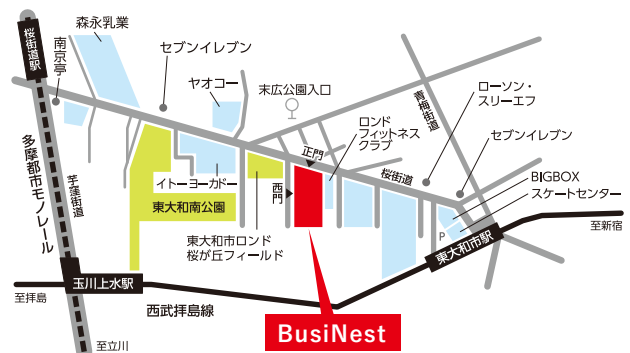 森永乳業
桜街道駅
南京亭
セブンイレブン
ヤオコー
末広公園入口
青梅街道
ローソン・
スリーエフ
ロンド
フィットネス
クラブ
正門
セブンイレブン
桜街道
BIGBOX
スケートセンター
多摩都市モノレール
芋窪街道
イトーヨーカドー
西門
東大和南公園
東大和市ロンド
桜が丘フィールド
P
東大和市駅
至新宿
玉川上水駅
至拝島
西武拝島線
BusiNest
至立川